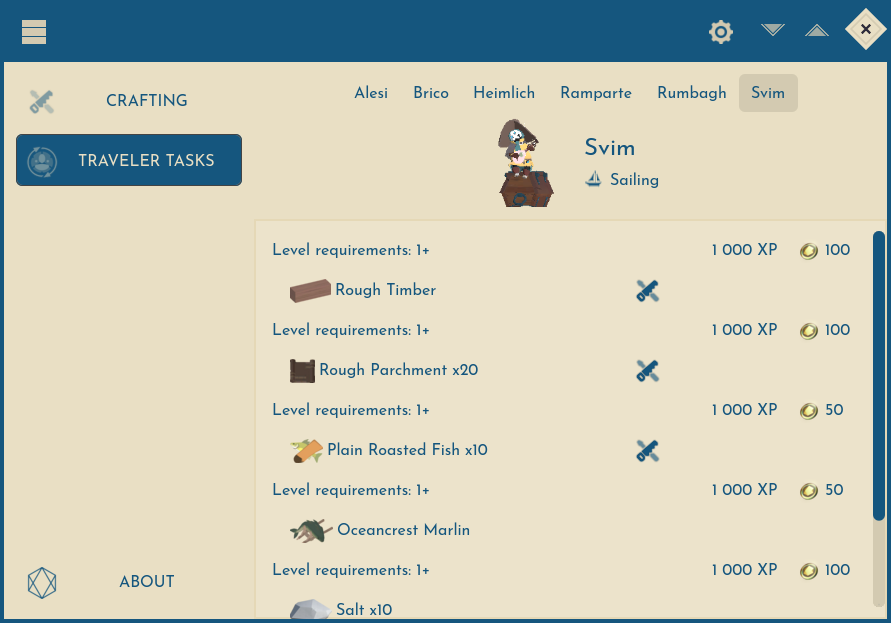 CRAFTING
TRAVELER TASKS
ABOUT
Alesi Brico Heimlich Ramparte Rumbagh Svim
Svim
Sailing
Level requirements: 1+ 1 000 XP 100
Rough Timber
Level requirements: 1+ 1 000 XP 100
Rough Parchment x20
Level requirements: 1+ 1 000 XP 50
Plain Roasted Fish x10
Level requirements: 1+ 1 000 XP 50
Oceancrest Marlin
Level requirements: 1+ 1 000 XP 100
Salt x10